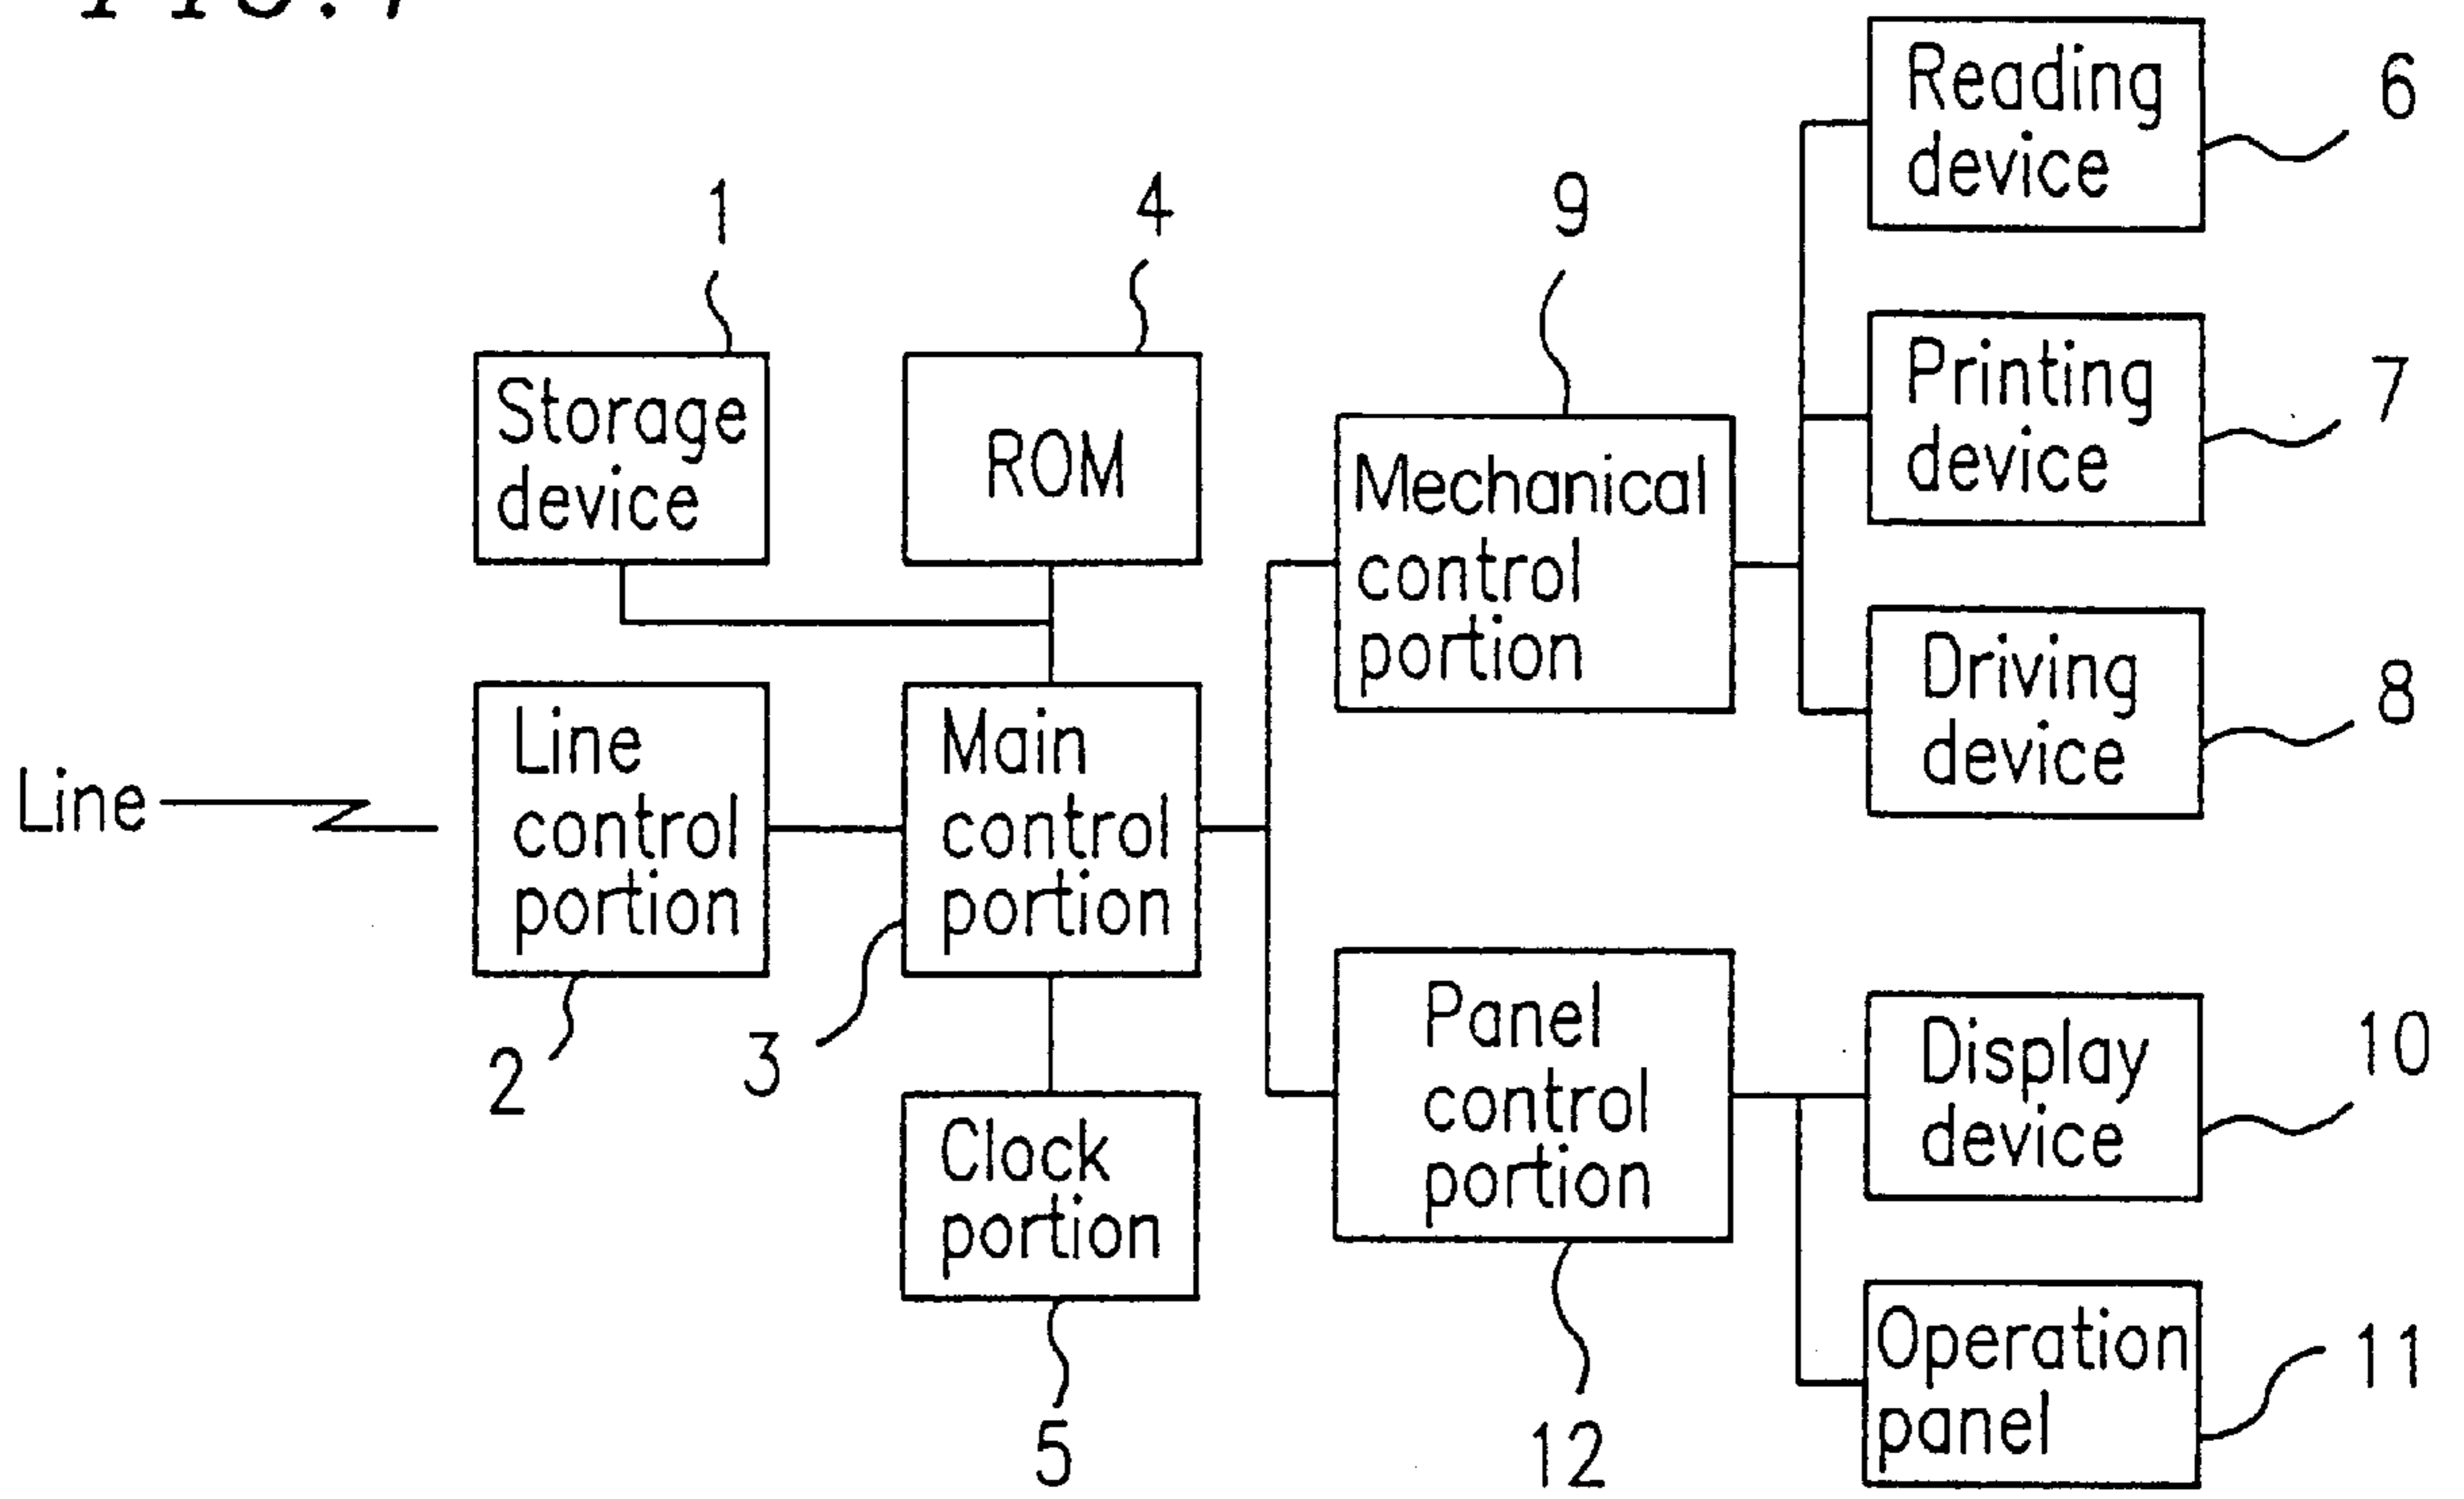 6
Reading
device
1
4
9
7
Printing
device
Storage
device
ROM
Mechanical
control
portion
8
Driving
device
Line
Line
control
portion
Main
control
portion
2
3
Panel
control
portion
10
Display
device
Clock
portion
5
12
11
Operation
panel